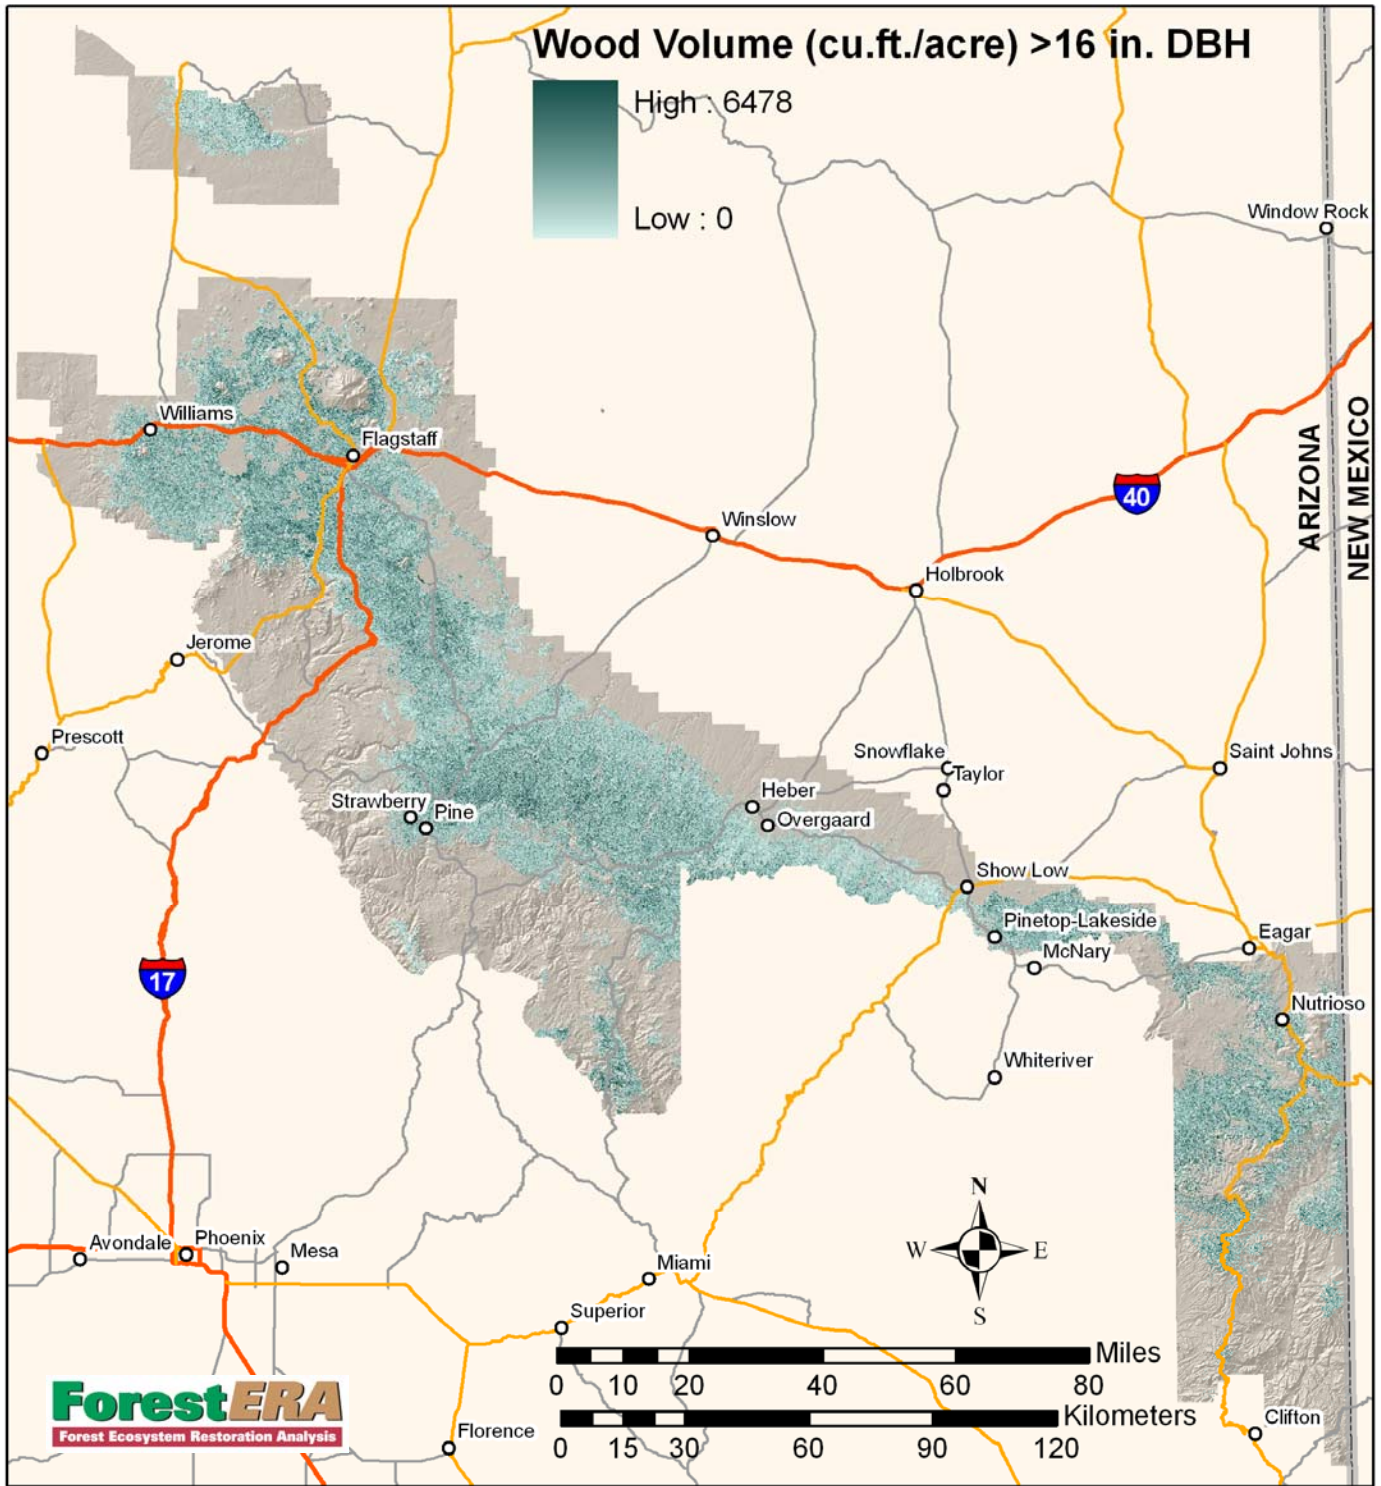 Wood Volume (cu.ft./acre) >16 in. DBH
High : 6478
Low : 0
Window Rock
Williams
Flagstaff
ARIZONA
NEW MEXICO
40
Winslow
Holbrook
Jerome
Prescott
Snowflake
Taylor
Saint Johns
Strawberry
Pine
Heber
Overgaard
Show Low
Pinetop-Lakeside
McNary
Eagar
17
Nutrioso
Whiteriver
N
W
E
S
Avondale
Phoenix
Mesa
Miami
Superior
Miles
0 10 20 40 60 80
Kilometers
0 15 30 60 90 120
ForestERA
Forest Ecosystem Restoration Analysis
Florence
Clifton